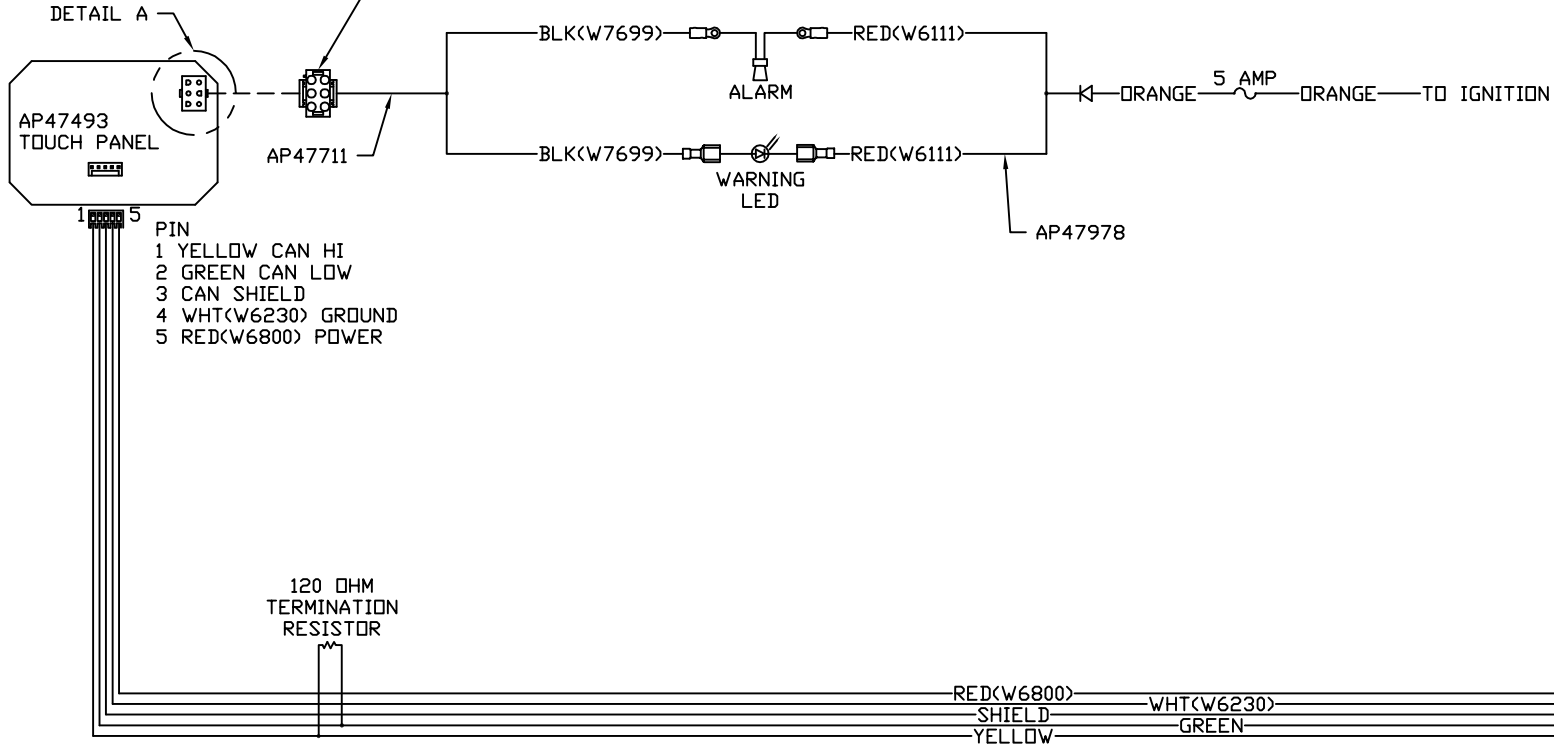 DETAIL A
BLK(W7699)
RED(W6111)
ALARM
5 AMP
ORANGE
ORANGE
TO IGNITION
AP47493
TOUCH PANEL
AP47711
BLK(W7699)
RED(W6111)
WARNING
LED
AP47978
1
5
PIN
1 YELLOW CAN HI
2 GREEN CAN LOW
3 CAN SHIELD
4 WHT(W6230) GROUND
5 RED(W6800) POWER
120 OHM
TERMINATION
RESISTOR
RED(W6800)
WHT(W6230)
SHIELD
GREEN
YELLOW